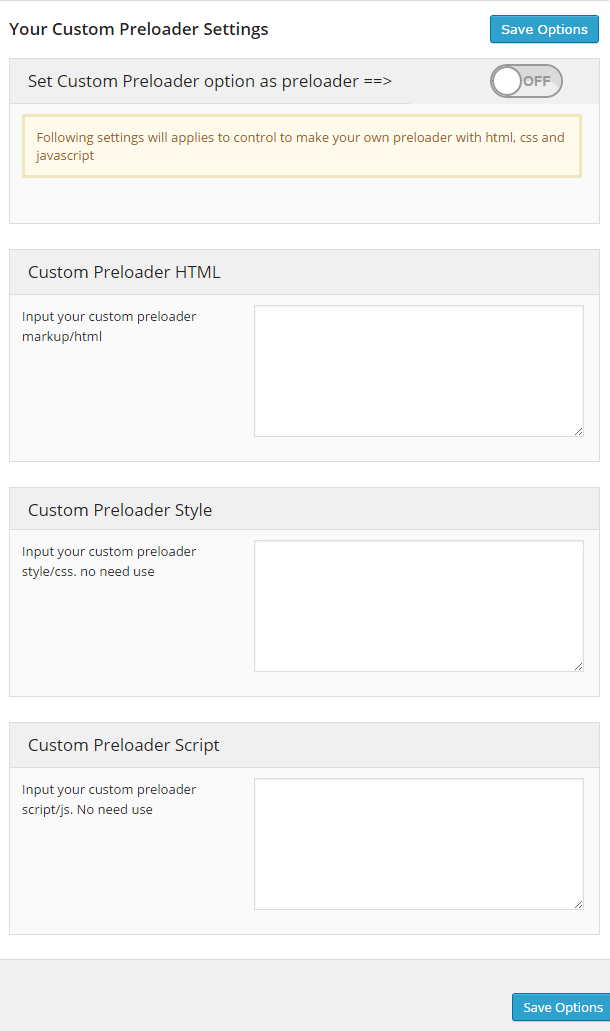 Your Custom Preloader Settings
Save Options
Set Custom Preloader option as preloader ==>
OFF
Following settings will applies to control to make your own preloader with html, css and
javascript
Custom Preloader HTML
Input your custom preloader
markup/html
Custom Preloader Style
Input your custom preloader
style/css. no need use
Custom Preloader Script
Input your custom preloader
script/js. No need use
Save Options